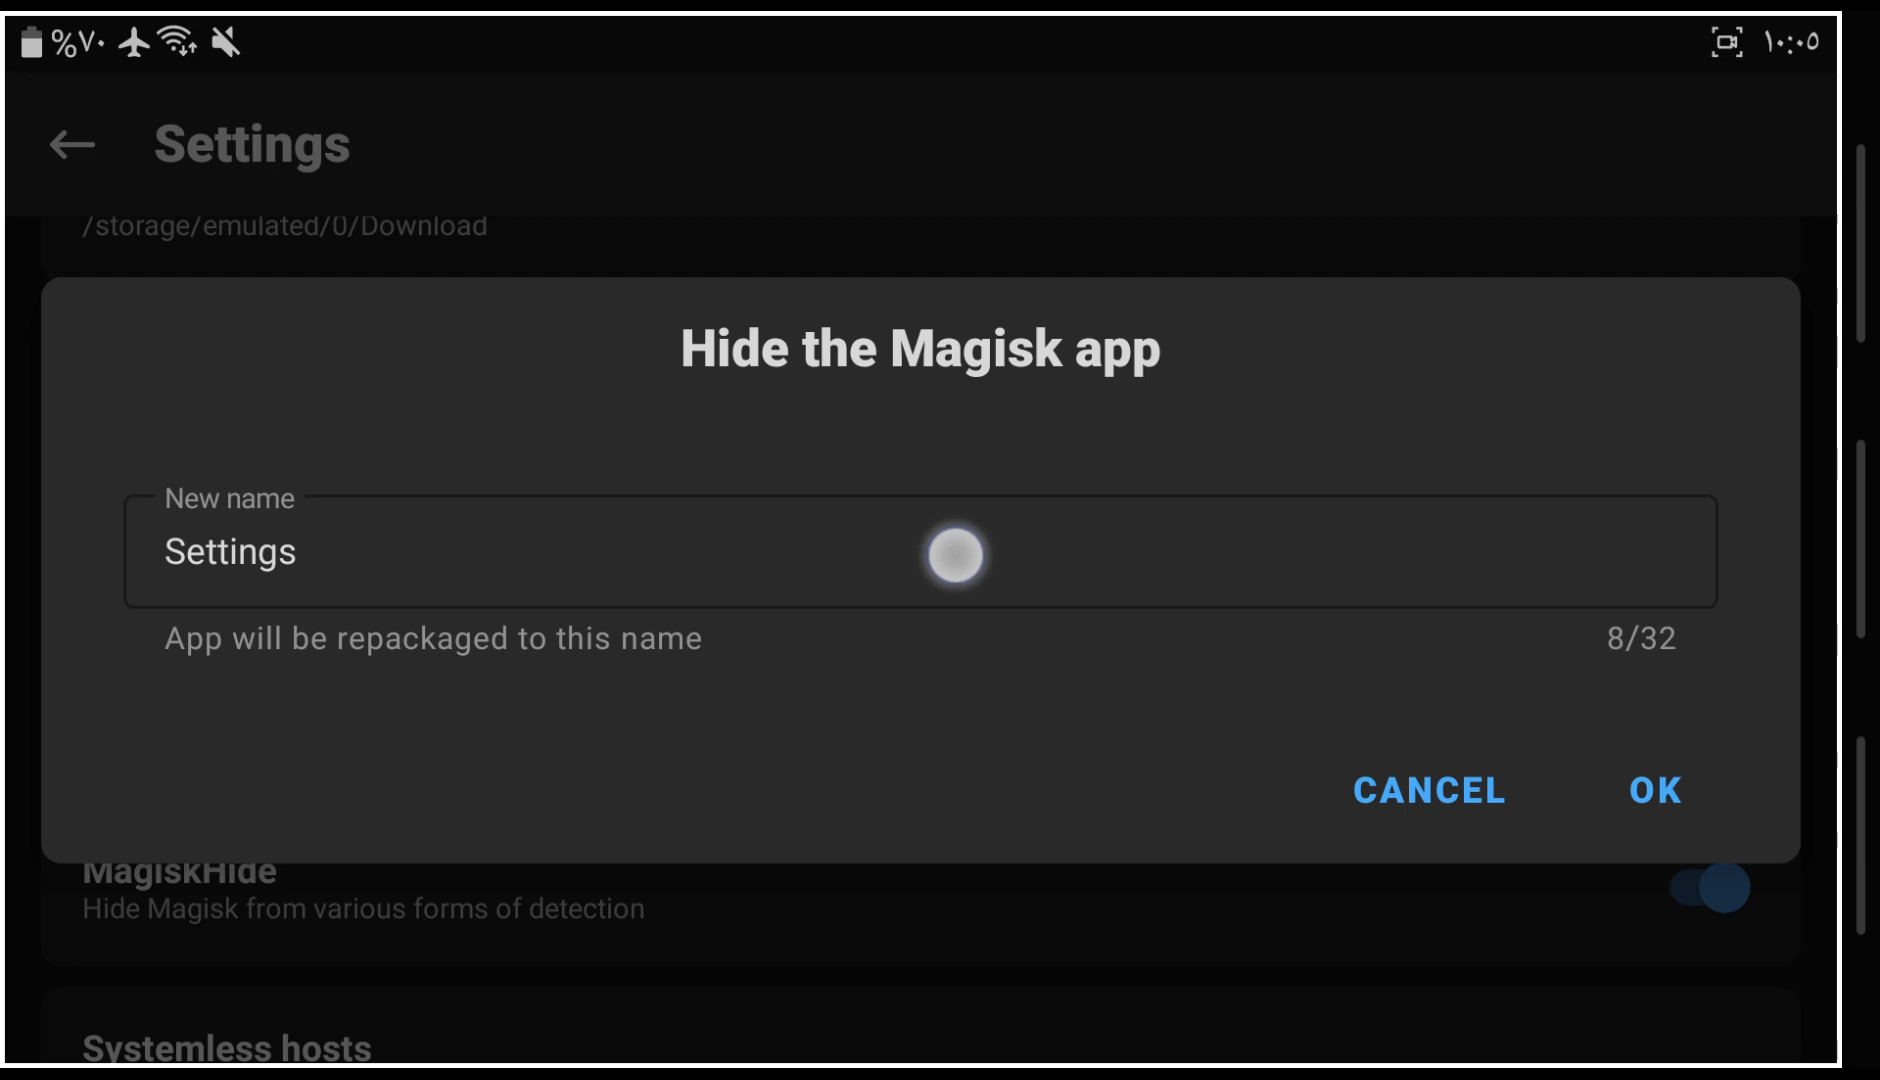 %٧٠
١٠:٠٥
Settings
/storage/emulated/0/Download
Hide the Magisk app
New name
Settings
App will be repackaged to this name
8/32
CANCEL
OK
MagiskHide
Hide Magisk from various forms of detection
Systemless hosts